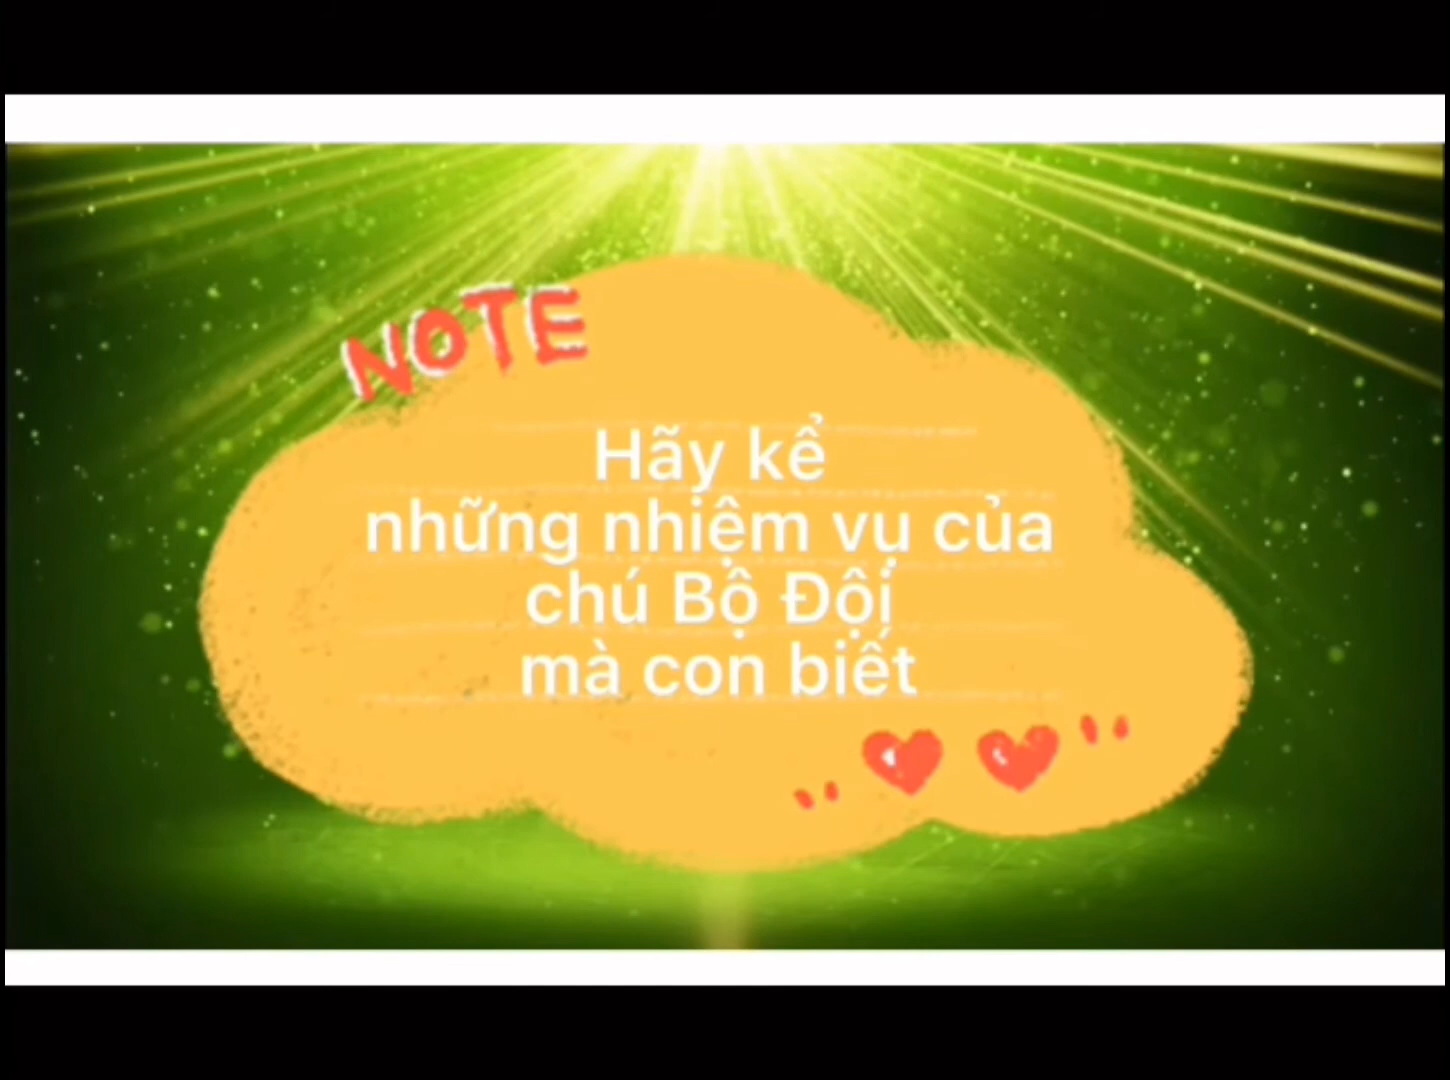 NOTE
Hãy kể
những nhiệm vụ của
chú Bộ Đội
mà con biết